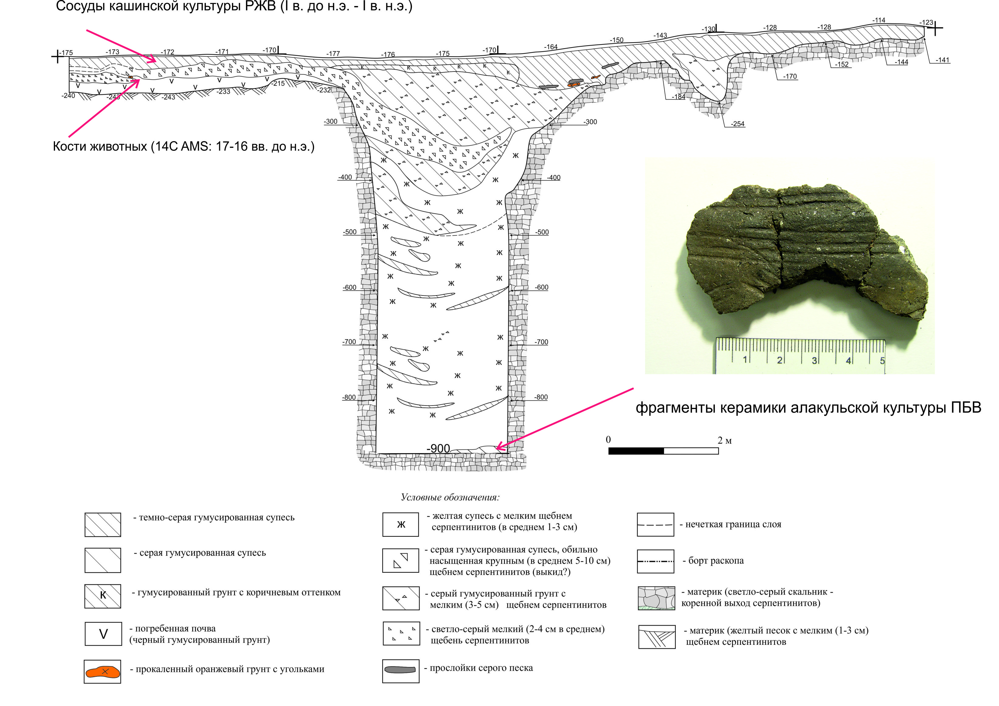 Сосуды кашинской культуры РЖВ (I в. до н.э. - I в. н.э.)
-175 -173 -172 -171 -170 -177 -176 -175 -170 -164 -150 -143 -130 -128 -128 -114 -123
-240 -243 -243 -233 -215 -232
-184 -254 -170 -152 -144 -141
к к к к к к
V V V V V V V V V
Кости животных (14C AMS: 17-16 вв. до н.э.)
-300 -300
ж
ж
-400 ж -400
ж
ж ж
ж
ж ж
-500 -500
ж ж
ж ж
ж
ж ж
ж
-600 -600
ж ж
ж ж
-700 -700
ж ж
ж ж
ж
ж ж
ж
-800 -800
ж ж
-900
1 2 3 4 5
фрагменты керамики алакульской культуры ПБВ
0 2 м
Условные обозначения:
- темно-серая гумусированная супесь
- серая гумусированная супесь
к - гумусированный грунт с коричневым оттенком
V - погребенная почва
(черный гумусированный грунт)
- прокаленный оранжевый грунт с угольками
ж - желтая супесь с мелким щебнем
серпентинитов (в среднем 1-3 см)
- серая гумусированная супесь, обильно
насыщенная крупным (в среднем 5-10 см)
щебнем серпентинитов (выкид?)
- серый гумусированный грунт с
мелким (3-5 см) щебнем серпентинитов
- светло-серый мелкий (2-4 см в среднем)
щебень серпентинитов
- прослойки серого песка
- нечеткая граница слоя
- борт раскопа
- материк (светло-серый скальник -
коренной выход серпентинитов)
- материк (желтый песок с мелким (1-3 см)
щебнем серпентинитов